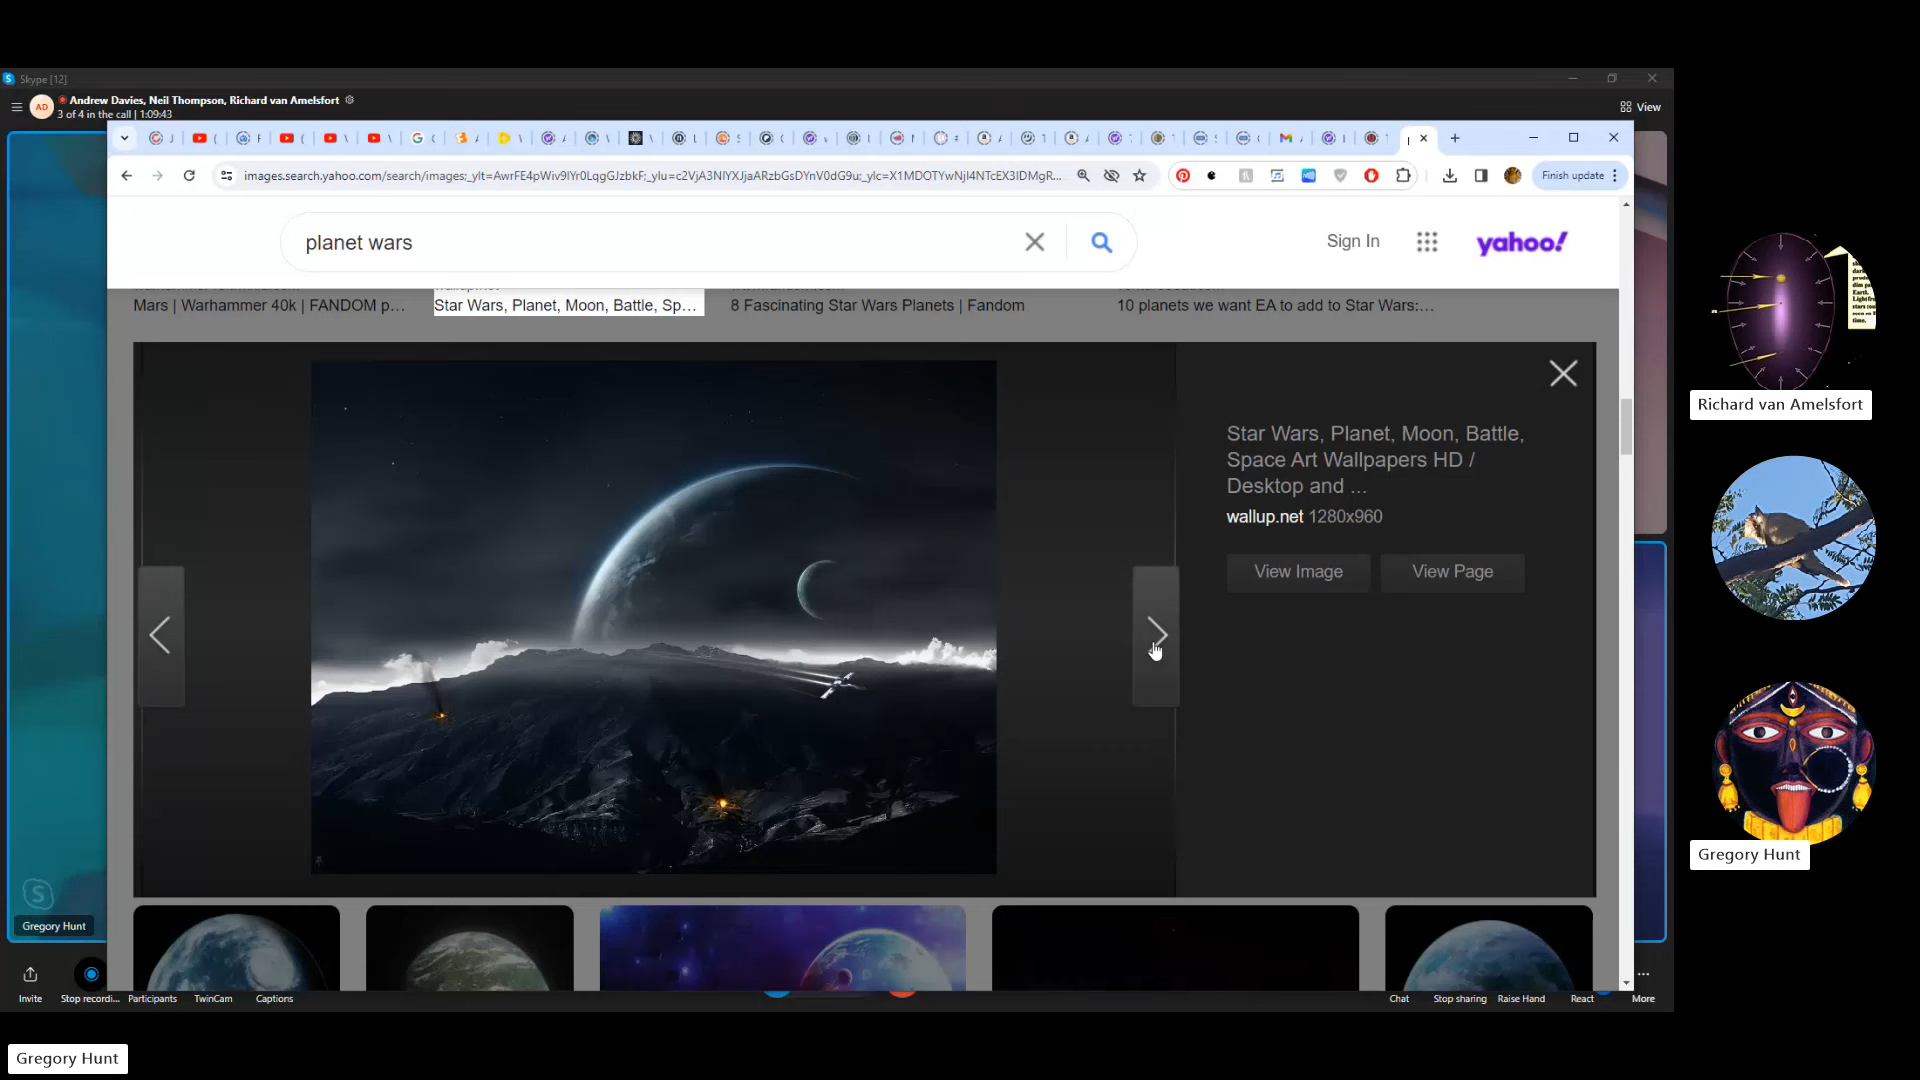 Skype [12]
AD
Andrew Davies, Neil Thompson, Richard van Amelsfort
3 of 4 in the call | 1:09:43
View
images.search.yahoo.com/search/images;_ylt=AwrFE4pWiv9lYr0LqgGJzbkF;_ylu=c2VjA3NlYXJjaARzbGsDYnV0dG9u;_ylc=X1MDOTYwNjI4NTcEX3IDMgR...
Finish update
planet wars
Sign In
yahoo!
Mars | Warhammer 40k | FANDOM p...
Star Wars, Planet, Moon, Battle, Sp...
8 Fascinating Star Wars Planets | Fandom
10 planets we want EA to add to Star Wars:...
Star Wars, Planet, Moon, Battle,
Space Art Wallpapers HD /
Desktop and ...
wallup.net 1280x960
View Image
View Page
Richard van Amelsfort
Gregory Hunt
Gregory Hunt
Invite
Stop recordi...
Participants
TwinCam
Captions
Chat
Stop sharing
Raise Hand
React
More
Gregory Hunt